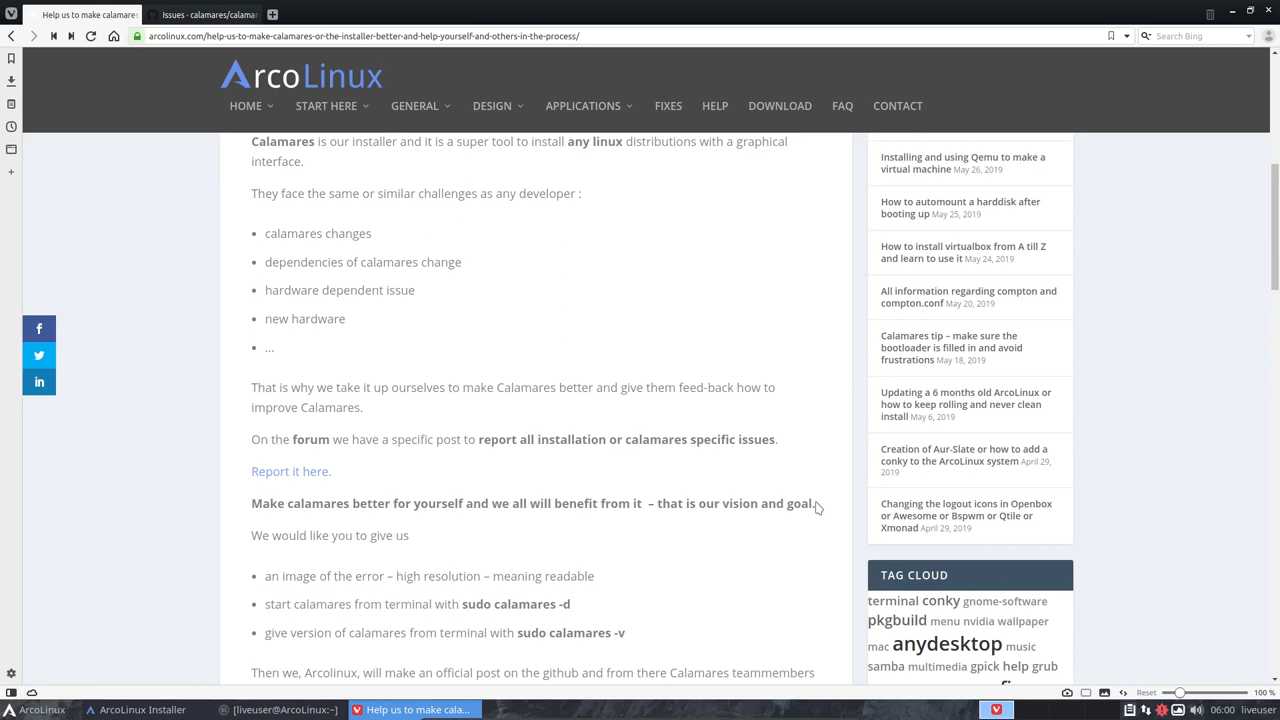 Help us to make calamares
Issues · calamares/calamar
arcolinux.com/help-us-to-make-calamares-or-the-installer-better-and-help-yourself-and-others-in-the-process/
Search Bing
ArcoLinux
HOME
START HERE
GENERAL
DESIGN
APPLICATIONS
FIXES
HELP
DOWNLOAD
FAQ
CONTACT
Calamares is our installer and it is a super tool to install any linux distributions with a graphical
interface.
They face the same or similar challenges as any developer :
• calamares changes
• dependencies of calamares change
• hardware dependent issue
• new hardware
• ...
That is why we take it up ourselves to make Calamares better and give them feed-back how to
improve Calamares.
On the forum we have a specific post to report all installation or calamares specific issues.
Report it here.
Make calamares better for yourself and we all will benefit from it – that is our vision and goal.
We would like you to give us
• an image of the error – high resolution – meaning readable
• start calamares from terminal with sudo calamares -d
• give version of calamares from terminal with sudo calamares -v
Then we, Arcolinux, will make an official post on the github and from there Calamares teammembers
Installing and using Qemu to make a
virtual machine May 26, 2019
How to automount a harddisk after
booting up May 25, 2019
How to install virtualbox from A till Z
and learn to use it May 24, 2019
All information regarding compton and
compton.conf May 20, 2019
Calamares tip – make sure the
bootloader is filled in and avoid
frustrations May 18, 2019
Updating a 6 months old ArcoLinux or
how to keep rolling and never clean
install May 6, 2019
Creation of Aur-Slate or how to add a
conky to the ArcoLinux system April 29,
2019
Changing the logout icons in Openbox
or Awesome or Bspwm or Qtile or
Xmonad April 29, 2019
TAG CLOUD
terminal conky gnome-software
pkgbuild menu nvidia wallpaper
mac anydesktop music
samba multimedia gpick help grub
Reset
100 %
ArcoLinux
ArcoLinux Installer
[liveuser@ArcoLinux:~]
Help us to make cala...
06:00
liveuser